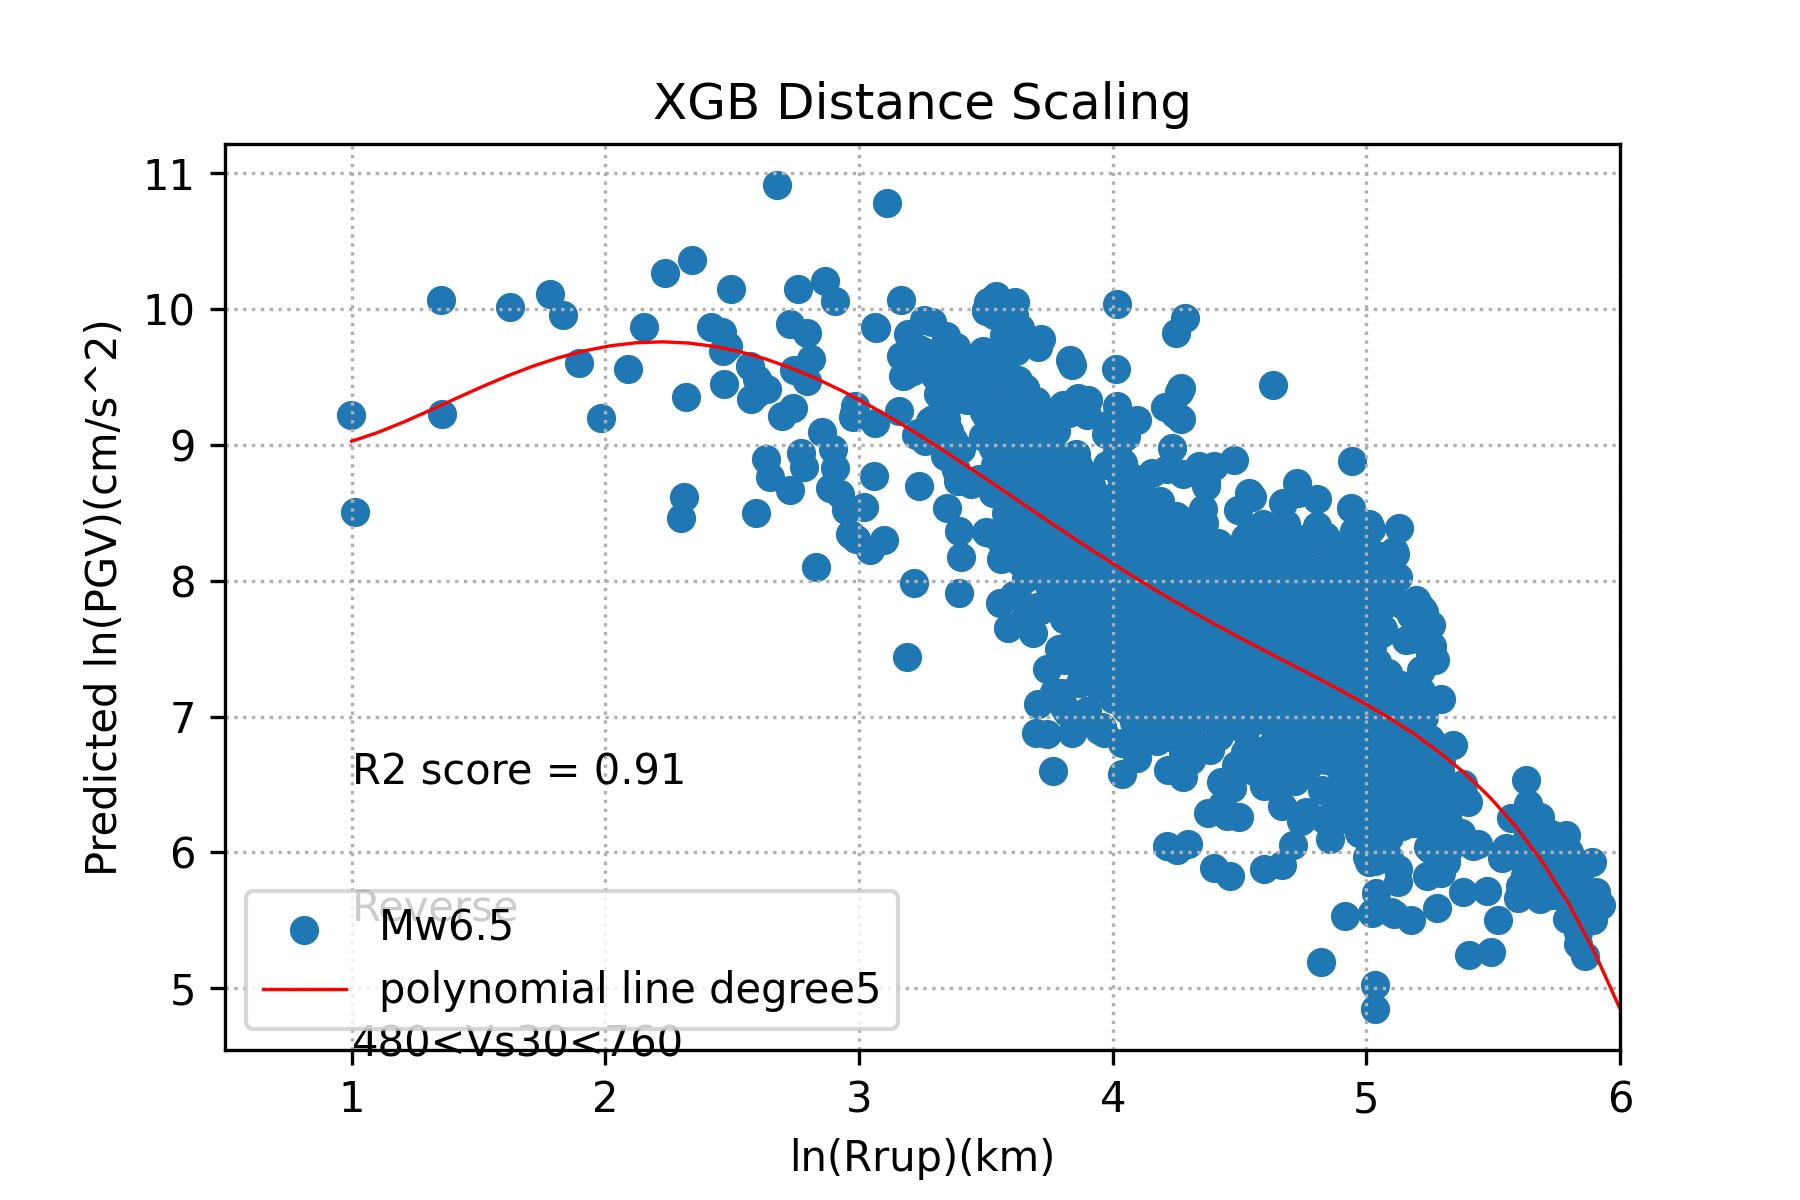 XGB Distance Scaling
11
10
9
8
7
6
5
Predicted ln(PGV)(cm/s^2)
R2 score = 0.91
Reverse
Mw6.5
polynomial line degree5
480<Vs30<760
1 2 3 4 5 6
ln(Rrup)(km)